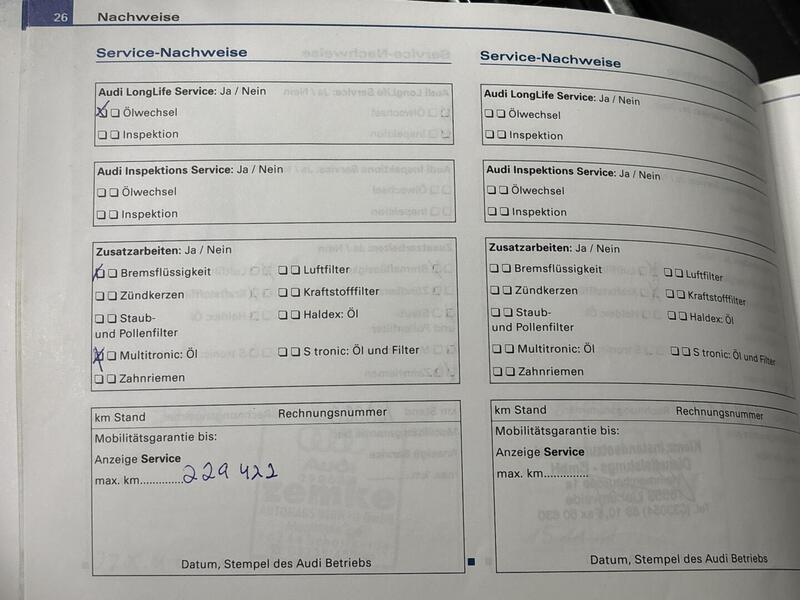 26 Nachweise
Service-Nachweise
Audi LongLife Service: Ja / Nein
Ölwechsel
Inspektion
Audi Inspektions Service: Ja / Nein
Ölwechsel
Inspektion
Zusatzarbeiten: Ja / Nein
Bremsflüssigkeit Luftfilter
Zündkerzen Kraftstofffilter
Staub- Haldex: Öl
und Pollenfilter
Multitronic: Öl S tronic: Öl und Filter
Zahnriemen
km Stand Rechnungsnummer
Mobilitätsgarantie bis:
Anzeige Service
max. km.............229 422
Datum, Stempel des Audi Betriebs
Service-Nachweise
Audi LongLife Service: Ja / Nein
Ölwechsel
Inspektion
Audi Inspektions Service: Ja / Nein
Ölwechsel
Inspektion
Zusatzarbeiten: Ja / Nein
Bremsflüssigkeit Luftfilter
Zündkerzen Kraftstofffilter
Staub- Haldex: Öl
und Pollenfilter
Multitronic: Öl S tronic: Öl und Filter
Zahnriemen
km Stand Rechnungsnummer
Mobilitätsgarantie bis:
Anzeige Service
max. km.............
Datum, Stempel des Audi Betriebs